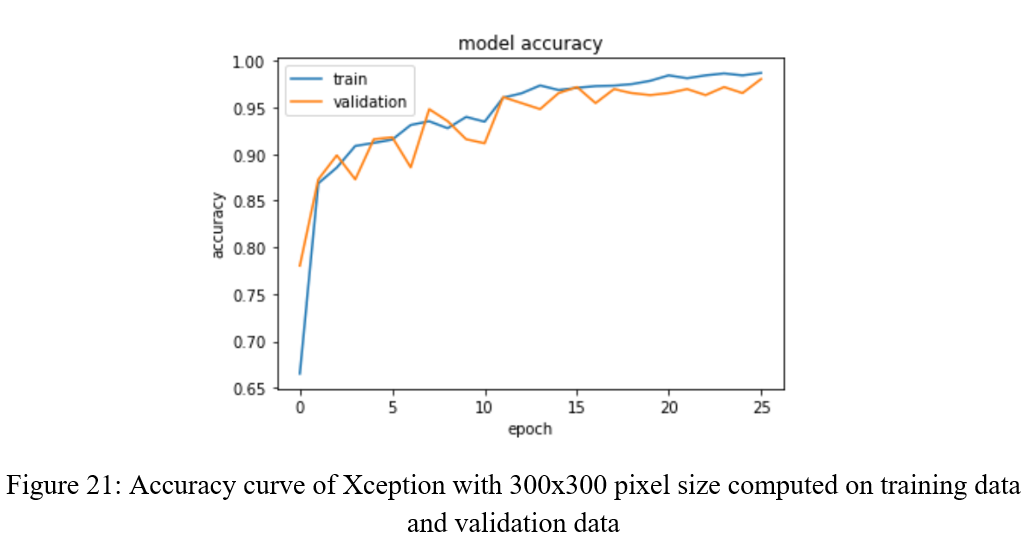 model accuracy
1.00
train
validation
0.95
0.90
0.85
0.80
0.75
0.70
0.65
accuracy
0 5 10 15 20 25
epoch
Figure 21: Accuracy curve of Xception with 300x300 pixel size computed on training data
and validation data